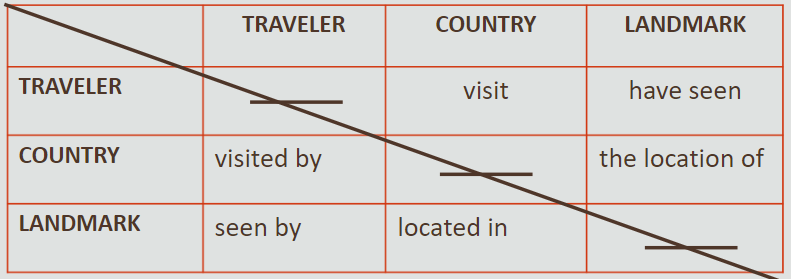 TRAVELER COUNTRY LANDMARK
TRAVELER visit have seen
COUNTRY visited by the location of
LANDMARK seen by located in